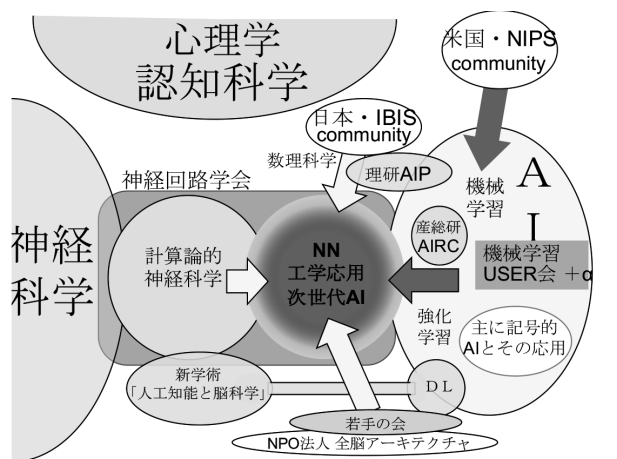 心理学
認知科学
米国・NIPS
community
日本・IBIS
community
数理科学
理研AIP
神経回路学会
機械
学習
A
I
産総研
AIRC
神経
科学
計算論的
神経科学
NN
工学応用
次世代AI
機械学習
USER会 +α
強化
学習
主に記号的
AIとその応用
新学術
「人工知能と脳科学」
DL
若手の会
NPO法人 全脳アーキテクチャ